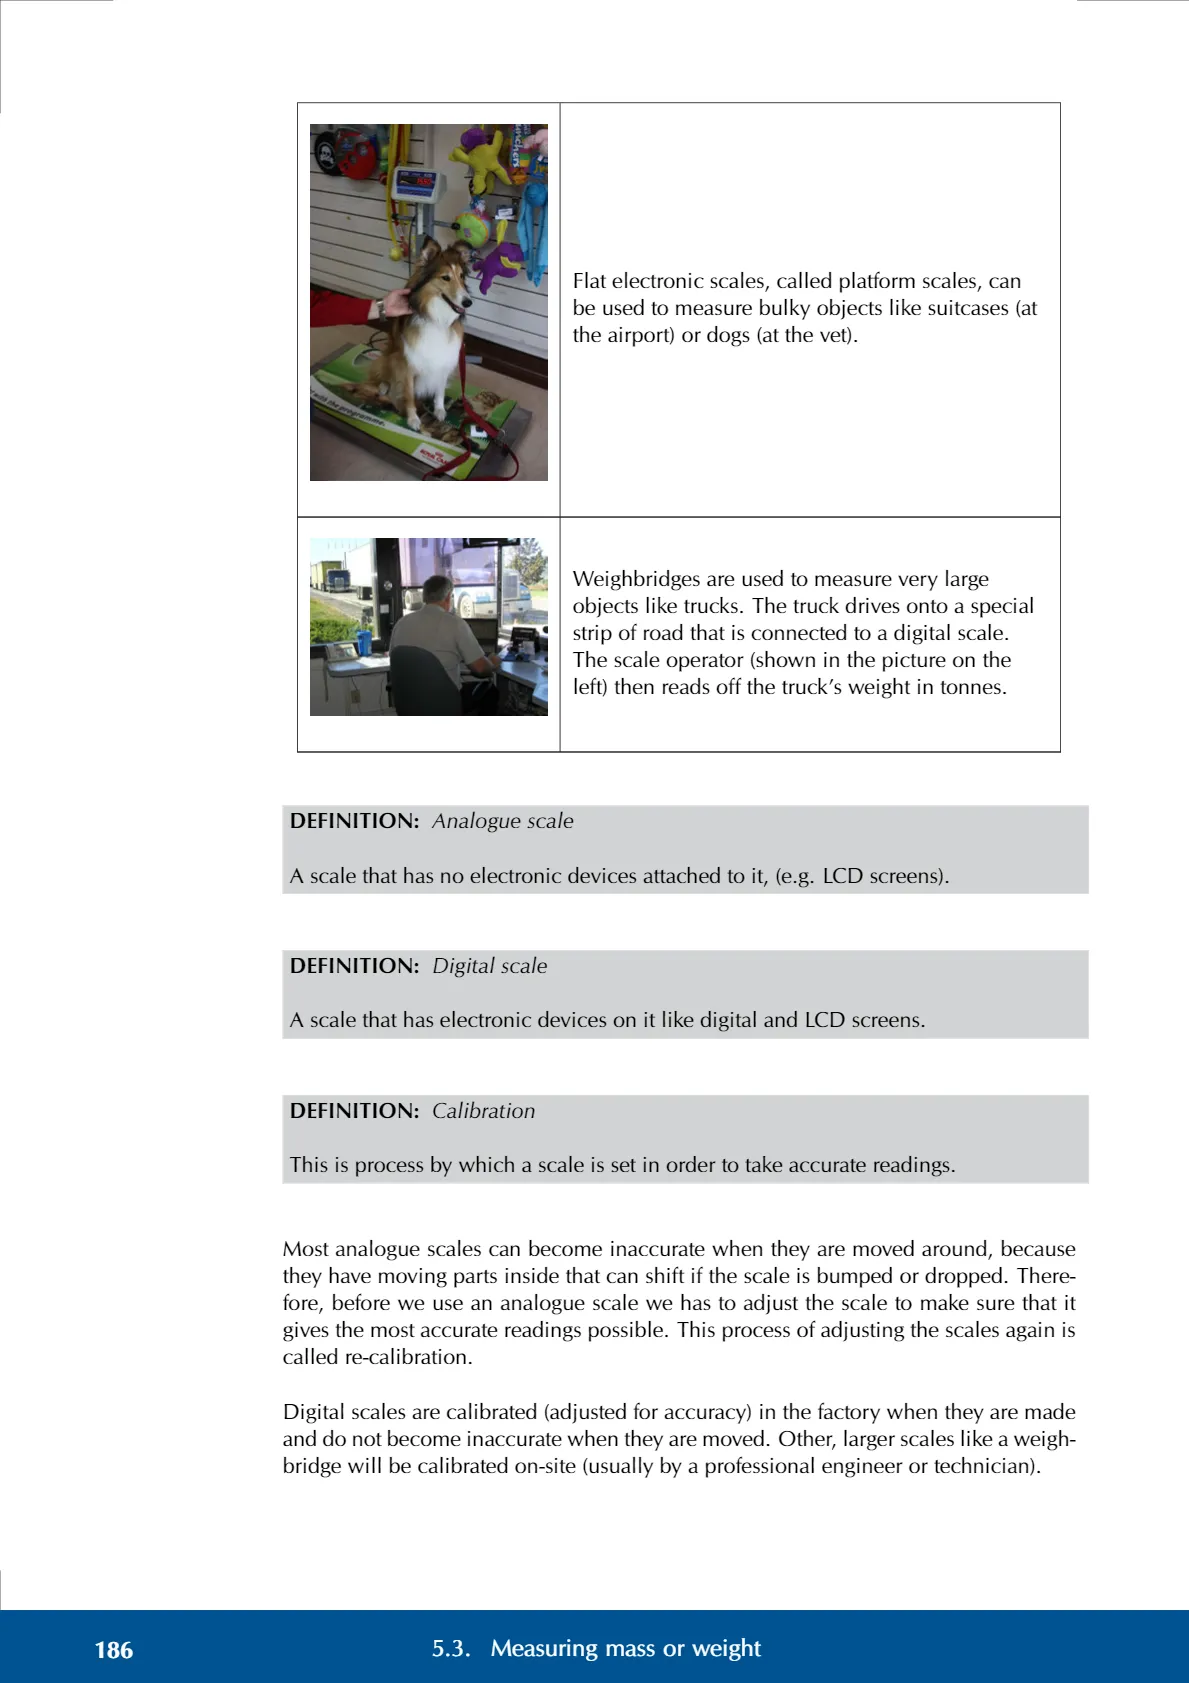 with the programme.
Flat electronic scales, called platform scales, can
be used to measure bulky objects like suitcases (at
the airport) or dogs (at the vet).
Weighbridges are used to measure very large
objects like trucks. The truck drives onto a special
strip of road that is connected to a digital scale.
The scale operator (shown in the picture on the
left) then reads off the truck’s weight in tonnes.
DEFINITION: Analogue scale
A scale that has no electronic devices attached to it, (e.g. LCD screens).
DEFINITION: Digital scale
A scale that has electronic devices on it like digital and LCD screens.
DEFINITION: Calibration
This is process by which a scale is set in order to take accurate readings.
Most analogue scales can become inaccurate when they are moved around, because
they have moving parts inside that can shift if the scale is bumped or dropped. There-
fore, before we use an analogue scale we has to adjust the scale to make sure that it
gives the most accurate readings possible. This process of adjusting the scales again is
called re-calibration.
Digital scales are calibrated (adjusted for accuracy) in the factory when they are made
and do not become inaccurate when they are moved. Other, larger scales like a weigh-
bridge will be calibrated on-site (usually by a professional engineer or technician).
186 5.3. Measuring mass or weight